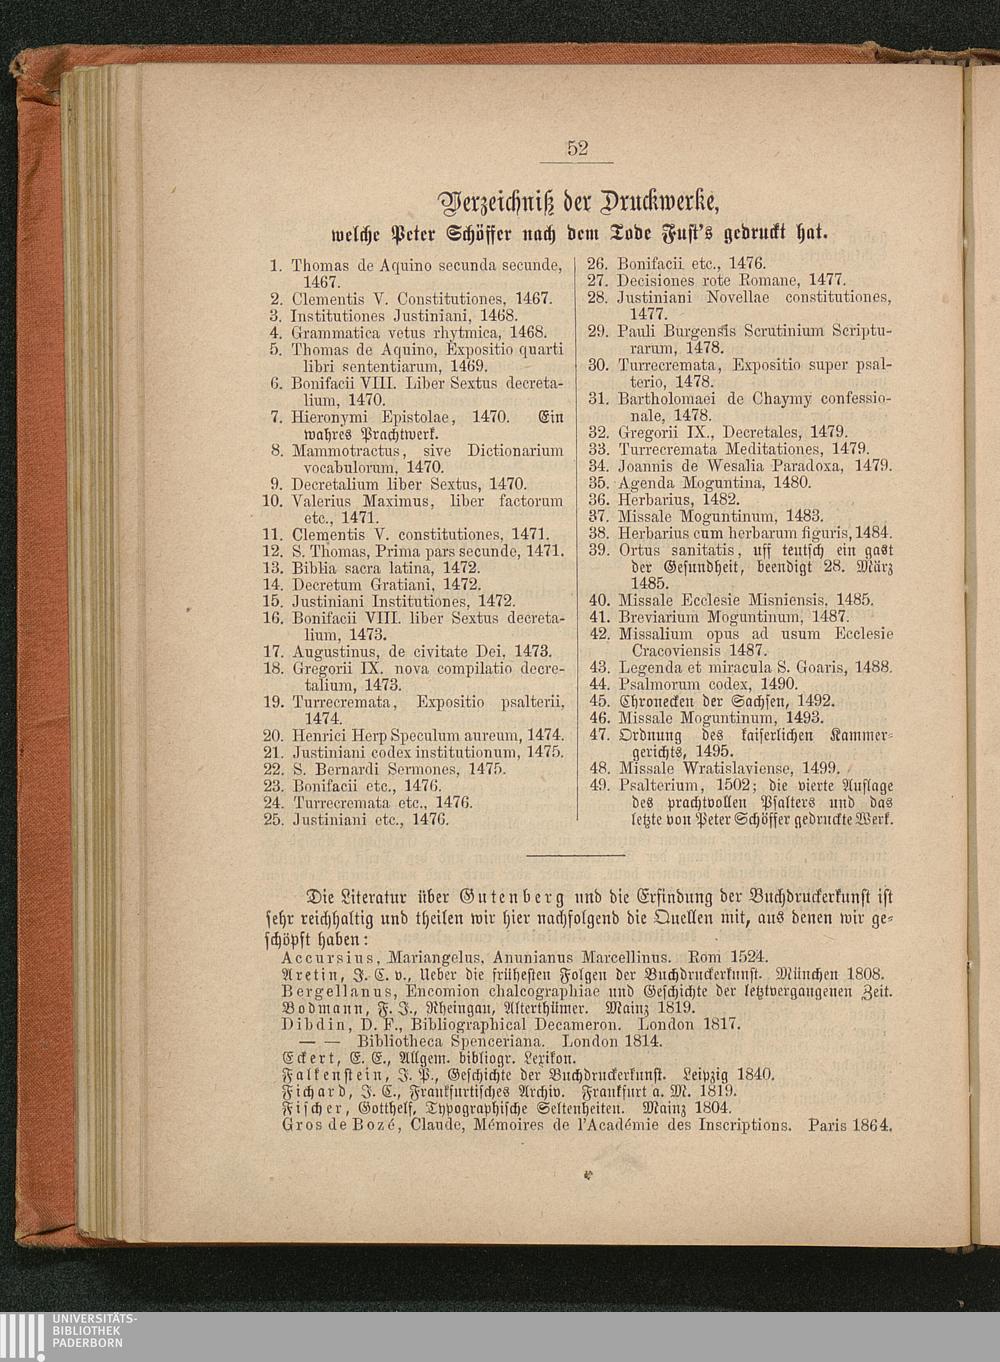 52
Verzeichniß der Druckwerke,
welche Peter Schöffer nach dem Tode Fust's gedruckt hat.
1. Thomas de Aquino secunda secunde,
1467.
2. Clementis V. Constitutiones, 1467.
3. Institutiones Justiniani, 1468.
4. Grammatica vetus rhytmica, 1468.
5. Thomas de Aquino, Expositio quarti
libri sententiarum, 1469.
6. Bonifacii VIII. Liber Sextus decreta-
lium, 1470.
7. Hieronymi Epistolae, 1470. Ein
wahres Prachtwerk.
8. Mammotractus, sive Dictionarium
vocabulorum, 1470.
9. Decretalium liber Sextus, 1470.
10. Valerius Maximus, liber factorum
etc., 1471.
11. Clementis V. constitutiones, 1471.
12. S. Thomas, Prima pars secunde, 1471.
13. Biblia sacra latina, 1472.
14. Decretum Gratiani, 1472.
15. Justiniani Institutiones, 1472.
16. Bonifacii VIII. liber Sextus decreta-
lium, 1473.
17. Augustinus, de civitate Dei, 1473.
18. Gregorii IX. nova compilatio decre-
talium, 1473.
19. Turrecremata, Expositio psalterii,
1474.
20. Henrici Herp Speculum aureum, 1474.
21. Justiniani codex institutionum, 1475.
22. S. Bernardi Sermones, 1475.
23. Bonifacii etc., 1476.
24. Turrecremata etc., 1476.
25. Justiniani etc., 1476.
26. Bonifacii etc., 1476.
27. Decisiones rote Romane, 1477.
28. Justiniani Novellae constitutiones,
1477.
29. Pauli Burgensis Scrutinium Scriptu-
rarum, 1478.
30. Turrecremata, Expositio super psal-
terio, 1478.
31. Bartholomaei de Chaymy confessio-
nale, 1478.
32. Gregorii IX., Decretales, 1479.
33. Turrecremata Meditationes, 1479.
34. Joannis de Wesalia Paradoxa, 1479.
35. Agenda Moguntina, 1480.
36. Herbarius, 1482.
37. Missale Moguntinum, 1483.
38. Herbarius cum herbarum figuris, 1484.
39. Ortus sanitatis, uff teutsch ein gast
der Gesundheit, beendigt 28. März
1485.
40. Missale Ecclesie Misniensis, 1485.
41. Breviarium Moguntinum, 1487.
42. Missalium opus ad usum Ecclesie
Cracoviensis 1487.
43. Legenda et miracula S. Goaris, 1488.
44. Psalmorum codex, 1490.
45. Chronecken der Sachsen, 1492.
46. Missale Moguntinum, 1493.
47. Ordnung des kaiserlichen Kammer-
gerichts, 1495.
48. Missale Wratislaviense, 1499.
49. Psalterium, 1502; die vierte Auflage
des prachtvollen Psalters und das
letzte von Peter Schöffer gedruckte Werk.
Die Literatur über Gutenberg und die Erfindung der Buchdruckerkunst ist
sehr reichhaltig und theilen wir hier nachfolgend die Quellen mit, aus denen wir ge-
schöpft haben:
Accursius, Mariangelus, Anunianus Marcellinus. Rom 1524.
Aretin, J. C. v., Ueber die frühesten Folgen der Buchdruckerkunst. München 1808.
Bergellanus, Encomion chalcographiae und Geschichte der letztvergangenen Zeit.
Bodmann, F. J., Rheingau, Alterthümer. Mainz 1819.
Dibdin, D. F., Bibliographical Decameron. London 1817.
— — Bibliotheca Spenceriana. London 1814.
Eckert, E. E., Allgem. bibliogr. Lexikon.
Falkenstein, J. P., Geschichte der Buchdruckerkunst. Leipzig 1840.
Fichard, J. C., Frankfurtisches Archiv. Frankfurt a. M. 1819.
Fischer, Gotthelf, Typographische Seltenheiten. Mainz 1804.
Gros de Bozé, Claude, Mémoires de l'Académie des Inscriptions. Paris 1864.
UNIVERSITÄTS-
BIBLIOTHEK
PADERBORN